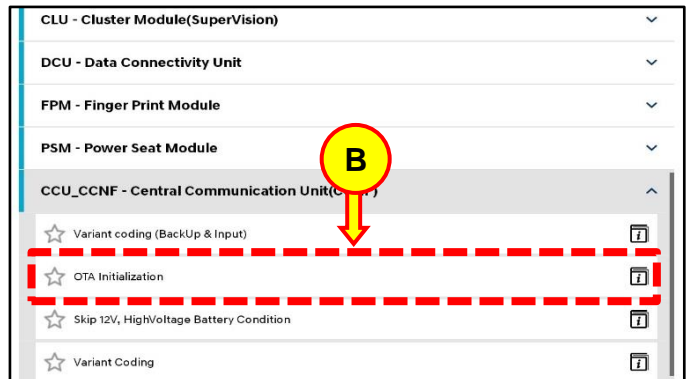 CLU - Cluster Module(SuperVision)
DCU - Data Connectivity Unit
FPM - Finger Print Module
PSM - Power Seat Module
B
CCU_CCNF - Central Communication Unit(
Variant coding (BackUp & Input)
OTA Initialization
Skip 12V, HighVoltage Battery Condition
Variant Coding